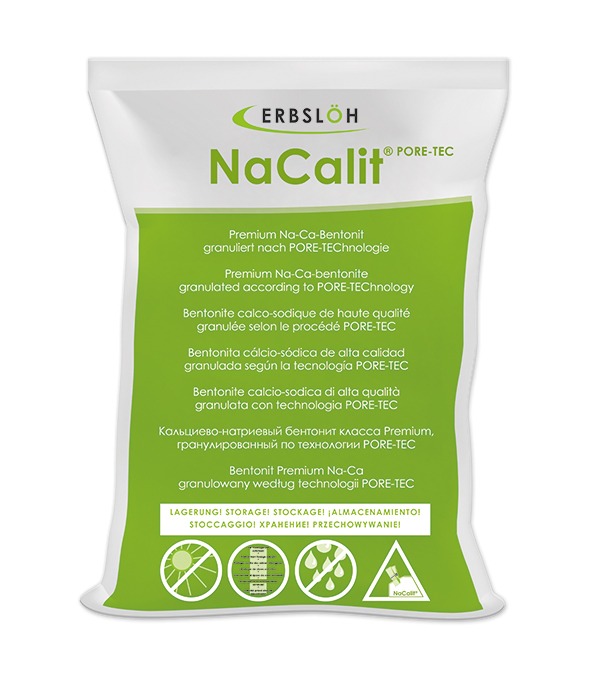 ERBSLÖH
NaCalit® PORE-TEC
Premium Na-Ca-Bentonit
granuliert nach PORE-TEChnologie
Premium Na-Ca-bentonite
granulated according to PORE-TEChnology
Bentonite calco-sodique de haute qualité
granulée selon le procédé PORE-TEC
Bentonita cálcio-sódica de alta calidad
granulada según la tecnología PORE-TEC
Bentonite calcio-sodica di alta qualità
granulata con technologia PORE-TEC
Кальциево-натриевый бентонит класса Premium,
гранулированный по технологии PORE-TEC
Bentonit Premium Na-Ca
granulowany według technologii PORE-TEC
LAGERUNG! STORAGE! STOCKAGE! ¡ALMACENAMIENTO!
STOCCAGGIO! ХРАНЕНИЕ! PRZECHOWYWANIE!
NaCalit®